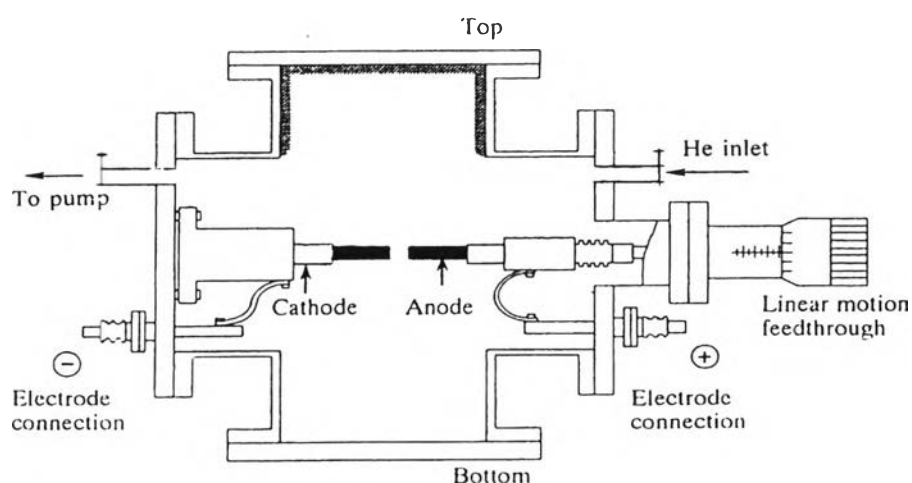 Top
He inlet
To pump
Cathode
Anode
Linear motion
feedthrough
−
+
Electrode
connection
Electrode
connection
Bottom